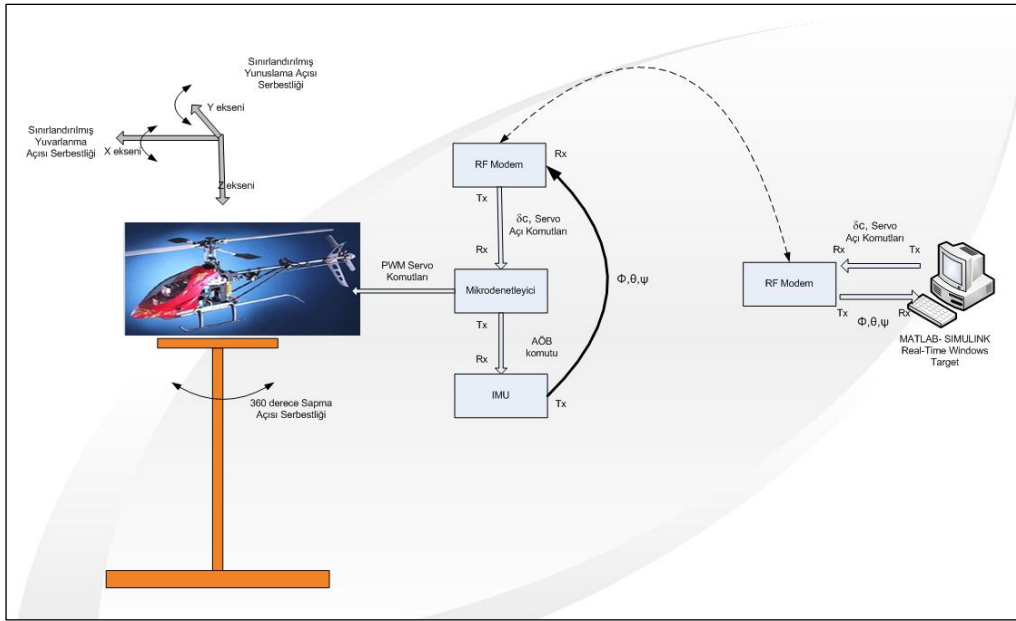 Sınırlandırılmış
Yunuslama Açısı
Serbestliği
Y ekseni
Sınırlandırılmış
Yuvarlanma
Açısı Serbestliği
X ekseni
Z ekseni
360 derece Sapma
Açısı Serbestliği
PWM Servo
Komutları
RF Modem
Rx
Tx
δc, Servo
Açı Komutları
Rx
Mikrodenetleyici
Tx
AÖB
komutu
Rx
IMU
Tx
Φ,θ,ψ
RF Modem
δc, Servo
Açı Komutları
Rx
Tx
Tx
Φ,θ,ψ
Rx
MATLAB- SIMULINK
Real-Time Windows
Target